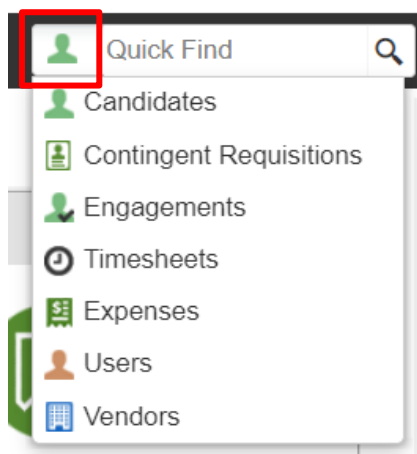 Quick Find
Candidates
Contingent Requisitions
Engagements
Timesheets
Expenses
Users
Vendors